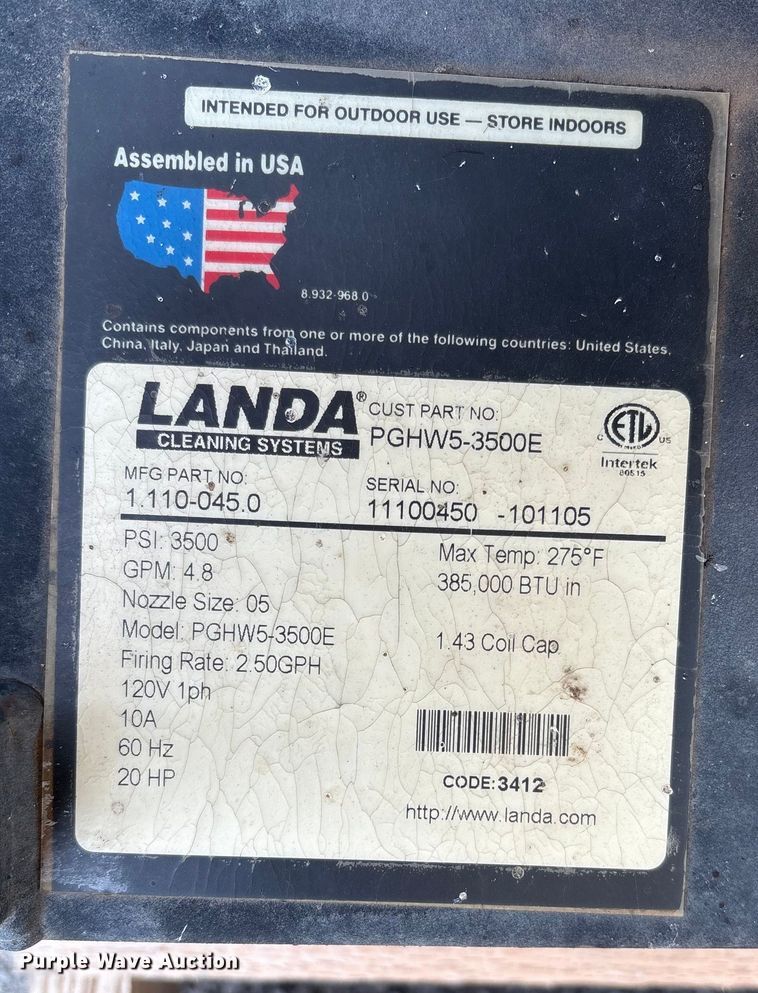 INTENDED FOR OUTDOOR USE — STORE INDOORS
Assembled in USA
8.932-968.0
Contains components from one or more of the following countries: United States,
China, Italy, Japan and Thailand.
LANDA®
CLEANING SYSTEMS
CUST PART NO:
PGHW5-3500E
C ETL US
Intertek
80515
MFG PART NO:
1.110-045.0
SERIAL NO:
11100450 -101105
PSI: 3500
GPM: 4.8
Nozzle Size: 05
Model: PGHW5-3500E
Firing Rate: 2.50GPH
120V 1ph
10A
60 Hz
20 HP
Max Temp: 275°F
385,000 BTU in
1.43 Coil Cap
CODE: 3412
http://www.landa.com
Purple Wave Auction